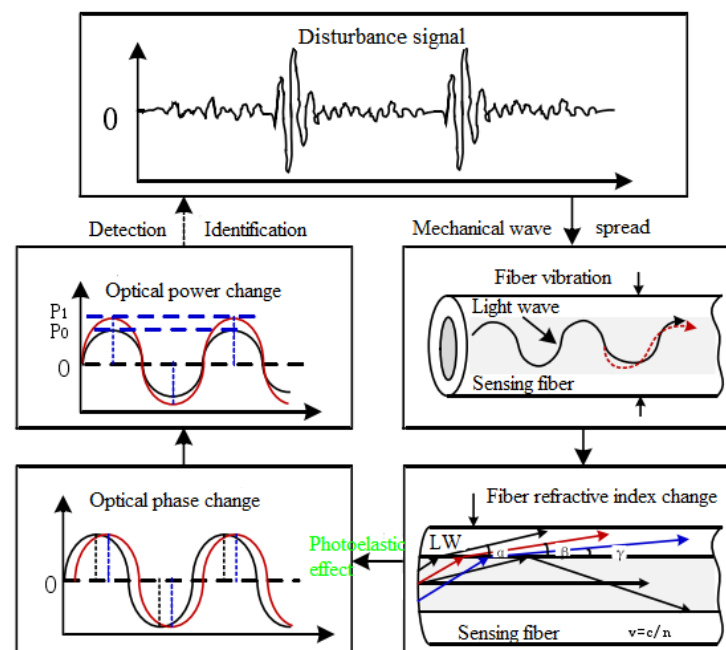 Disturbance signal
0
Detection Identification
Mechanical wave spread
Optical power change
P1
P0
0
Fiber vibration
Light wave
Sensing fiber
Optical phase change
0
Photoelastic
effect
Fiber refractive index change
LW
α β γ
Sensing fiber v=c/n